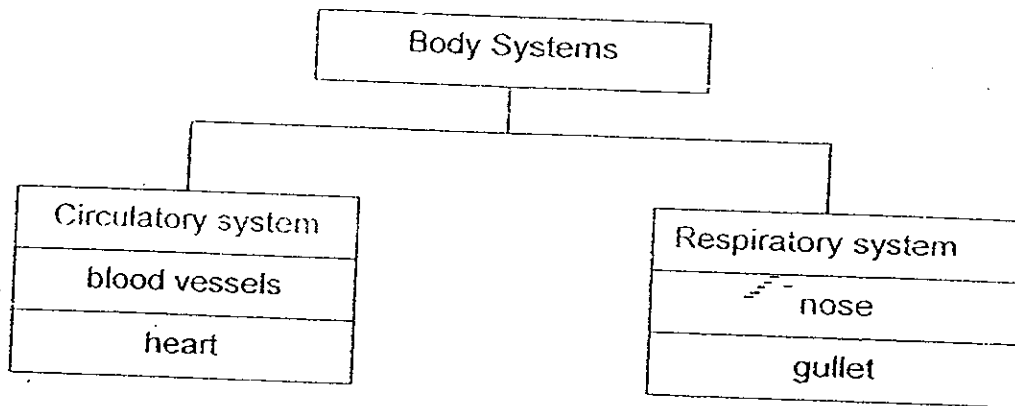 Body Systems
Circulatory system
blood vessels
heart
Respiratory system
nose
gullet